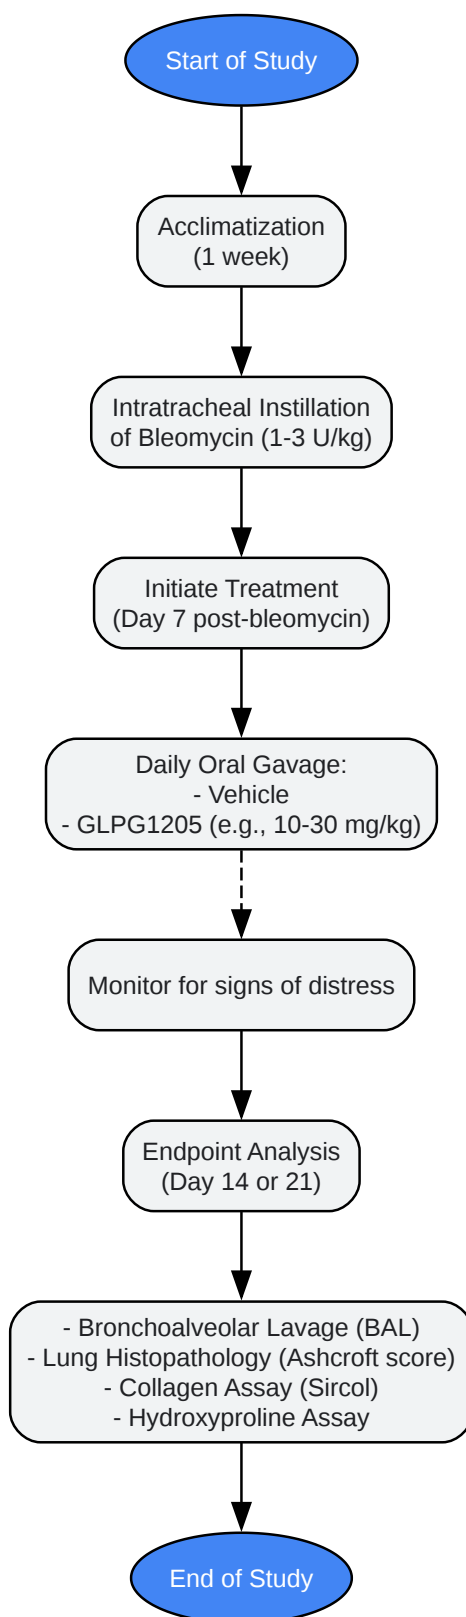 Start of Study
Acclimatization
(1 week)
Intratracheal Instillation
of Bleomycin (1-3 U/kg)
Initiate Treatment
(Day 7 post-bleomycin)
Daily Oral Gavage:
- Vehicle
- GLPG1205 (e.g., 10-30 mg/kg)
Monitor for signs of distress
Endpoint Analysis
(Day 14 or 21)
- Bronchoalveolar Lavage (BAL)
- Lung Histopathology (Ashcroft score)
- Collagen Assay (Sircol)
- Hydroxyproline Assay
End of Study